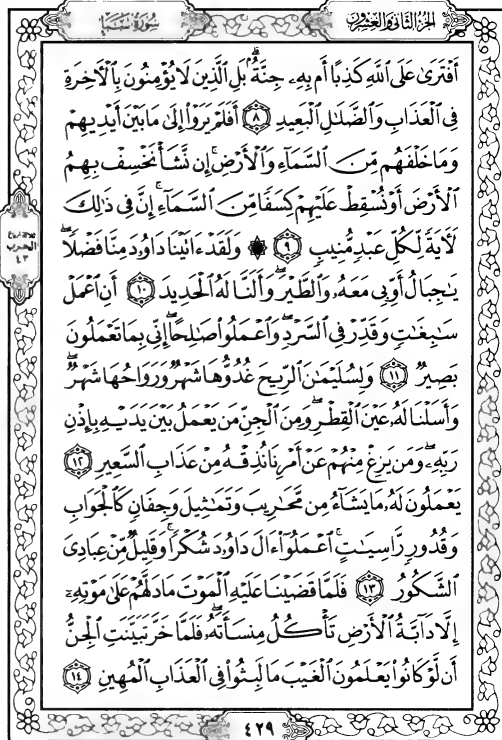 الجزء الثاني والعشرون
سورة سبإ
أَفْتَرَىٰ عَلَى ٱللَّهِ كَذِبًا أَم بِهِۦ جِنَّةٌۢ ۗ بَلِ ٱلَّذِينَ لَا يُؤْمِنُونَ بِٱلْءَاخِرَةِ
فِى ٱلْعَذَابِ وَٱلضَّلَٰلِ ٱلْبَعِيدِ ٨ أَفَلَمْ يَرَوْا۟ إِلَىٰ مَا بَيْنَ أَيْدِيهِمْ
وَمَا خَلْفَهُم مِّنَ ٱلسَّمَآءِ وَٱلْأَرْضِ ۚ إِن نَّشَأْ نَخْسِفْ بِهِمُ
ٱلْأَرْضَ أَوْ نُسْقِطْ عَلَيْهِمْ كِسَفًا مِّنَ ٱلسَّمَآءِ ۚ إِنَّ فِى ذَٰلِكَ
لَءَايَةً لِّكُلِّ عَبْدٍ مُّنِيبٍ ٩ ۞ وَلَقَدْ ءَاتَيْنَا دَاوُۥدَ مِنَّا فَضْلًا ۖ
يَٰجِبَالُ أَوِّبِى مَعَهُۥ وَٱلطَّيْرَ ۖ وَأَلَنَّا لَهُ ٱلْحَدِيدَ ١٠ أَنِ ٱعْمَلْ
سَٰبِغَٰتٍ وَقَدِّرْ فِى ٱلسَّرْدِ ۖ وَٱعْمَلُوا۟ صَٰلِحًا ۖ إِنِّى بِمَا تَعْمَلُونَ
بَصِيرٌ ١١ وَلِسُلَيْمَٰنَ ٱلرِّيحَ غُدُوُّهَا شَهْرٌ وَرَوَاحُهَا شَهْرٌ ۖ
وَأَسَلْنَا لَهُۥ عَيْنَ ٱلْقِطْرِ ۖ وَمِنَ ٱلْجِنِّ مَن يَعْمَلُ بَيْنَ يَدَيْهِ بِإِذْنِ
رَبِّهِۦ ۖ وَمَن يَزِغْ مِنْهُمْ عَنْ أَمْرِنَا نُذِقْهُ مِنْ عَذَابِ ٱلسَّعِيرِ ١٢
يَعْمَلُونَ لَهُۥ مَا يَشَآءُ مِن مَّحَٰرِيبَ وَتَمَٰثِيلَ وَجِفَانٍ كَٱلْجَوَابِ
وَقُدُورٍ رَّاسِيَٰتٍ ۚ ٱعْمَلُوٓا۟ ءَالَ دَاوُۥدَ شُكْرًا ۚ وَقَلِيلٌ مِّنْ عِبَادِىَ
ٱلشَّكُورُ ١٣ فَلَمَّا قَضَيْنَا عَلَيْهِ ٱلْمَوْتَ مَا دَلَّهُمْ عَلَىٰ مَوْتِهِۦٓ
إِلَّا دَآبَّةُ ٱلْأَرْضِ تَأْكُلُ مِنسَأَتَهُۥ ۖ فَلَمَّا خَرَّ تَبَيَّنَتِ ٱلْجِنُّ
أَن لَّوْ كَانُوا۟ يَعْلَمُونَ ٱلْغَيْبَ مَا لَبِثُوا۟ فِى ٱلْعَذَابِ ٱلْمُهِينِ ١٤
الحزب
٤٣
٤٢٩